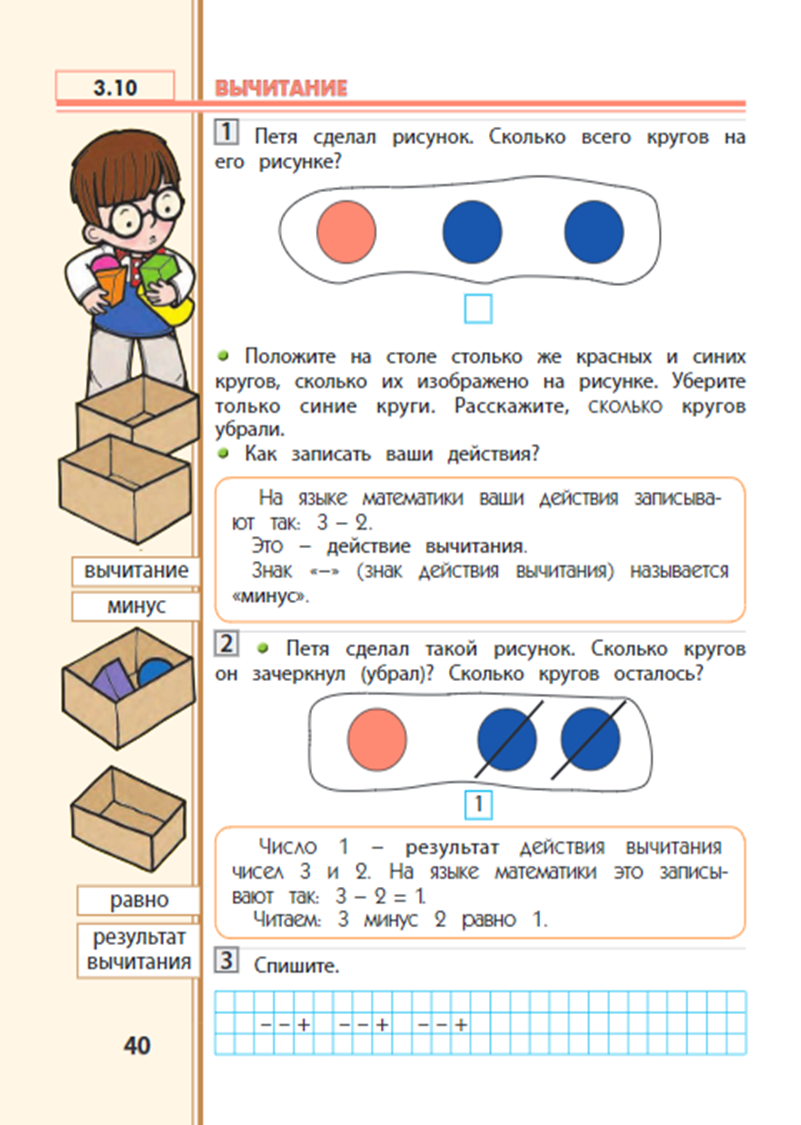 3.10
ВЫЧИТАНИЕ
1 Петя сделал рисунок. Сколько всего кругов на
его рисунке?
• Положите на столе столько же красных и синих
кругов, сколько их изображено на рисунке. Уберите
только синие круги. Расскажите, сколько кругов
убрали.
• Как записать ваши действия?
На языке математики ваши действия записыва-
ют так: 3 – 2.
Это – действие вычитания.
Знак «–» (знак действия вычитания) называется
«минус».
вычитание
минус
2 • Петя сделал такой рисунок. Сколько кругов
он зачеркнул (убрал)? Сколько кругов осталось?
1
Число 1 – результат действия вычитания
чисел 3 и 2. На языке математики это записы-
вают так: 3 – 2 = 1.
Читаем: 3 минус 2 равно 1.
равно
результат
вычитания
3 Спишите.
– – + – – + – – +
40